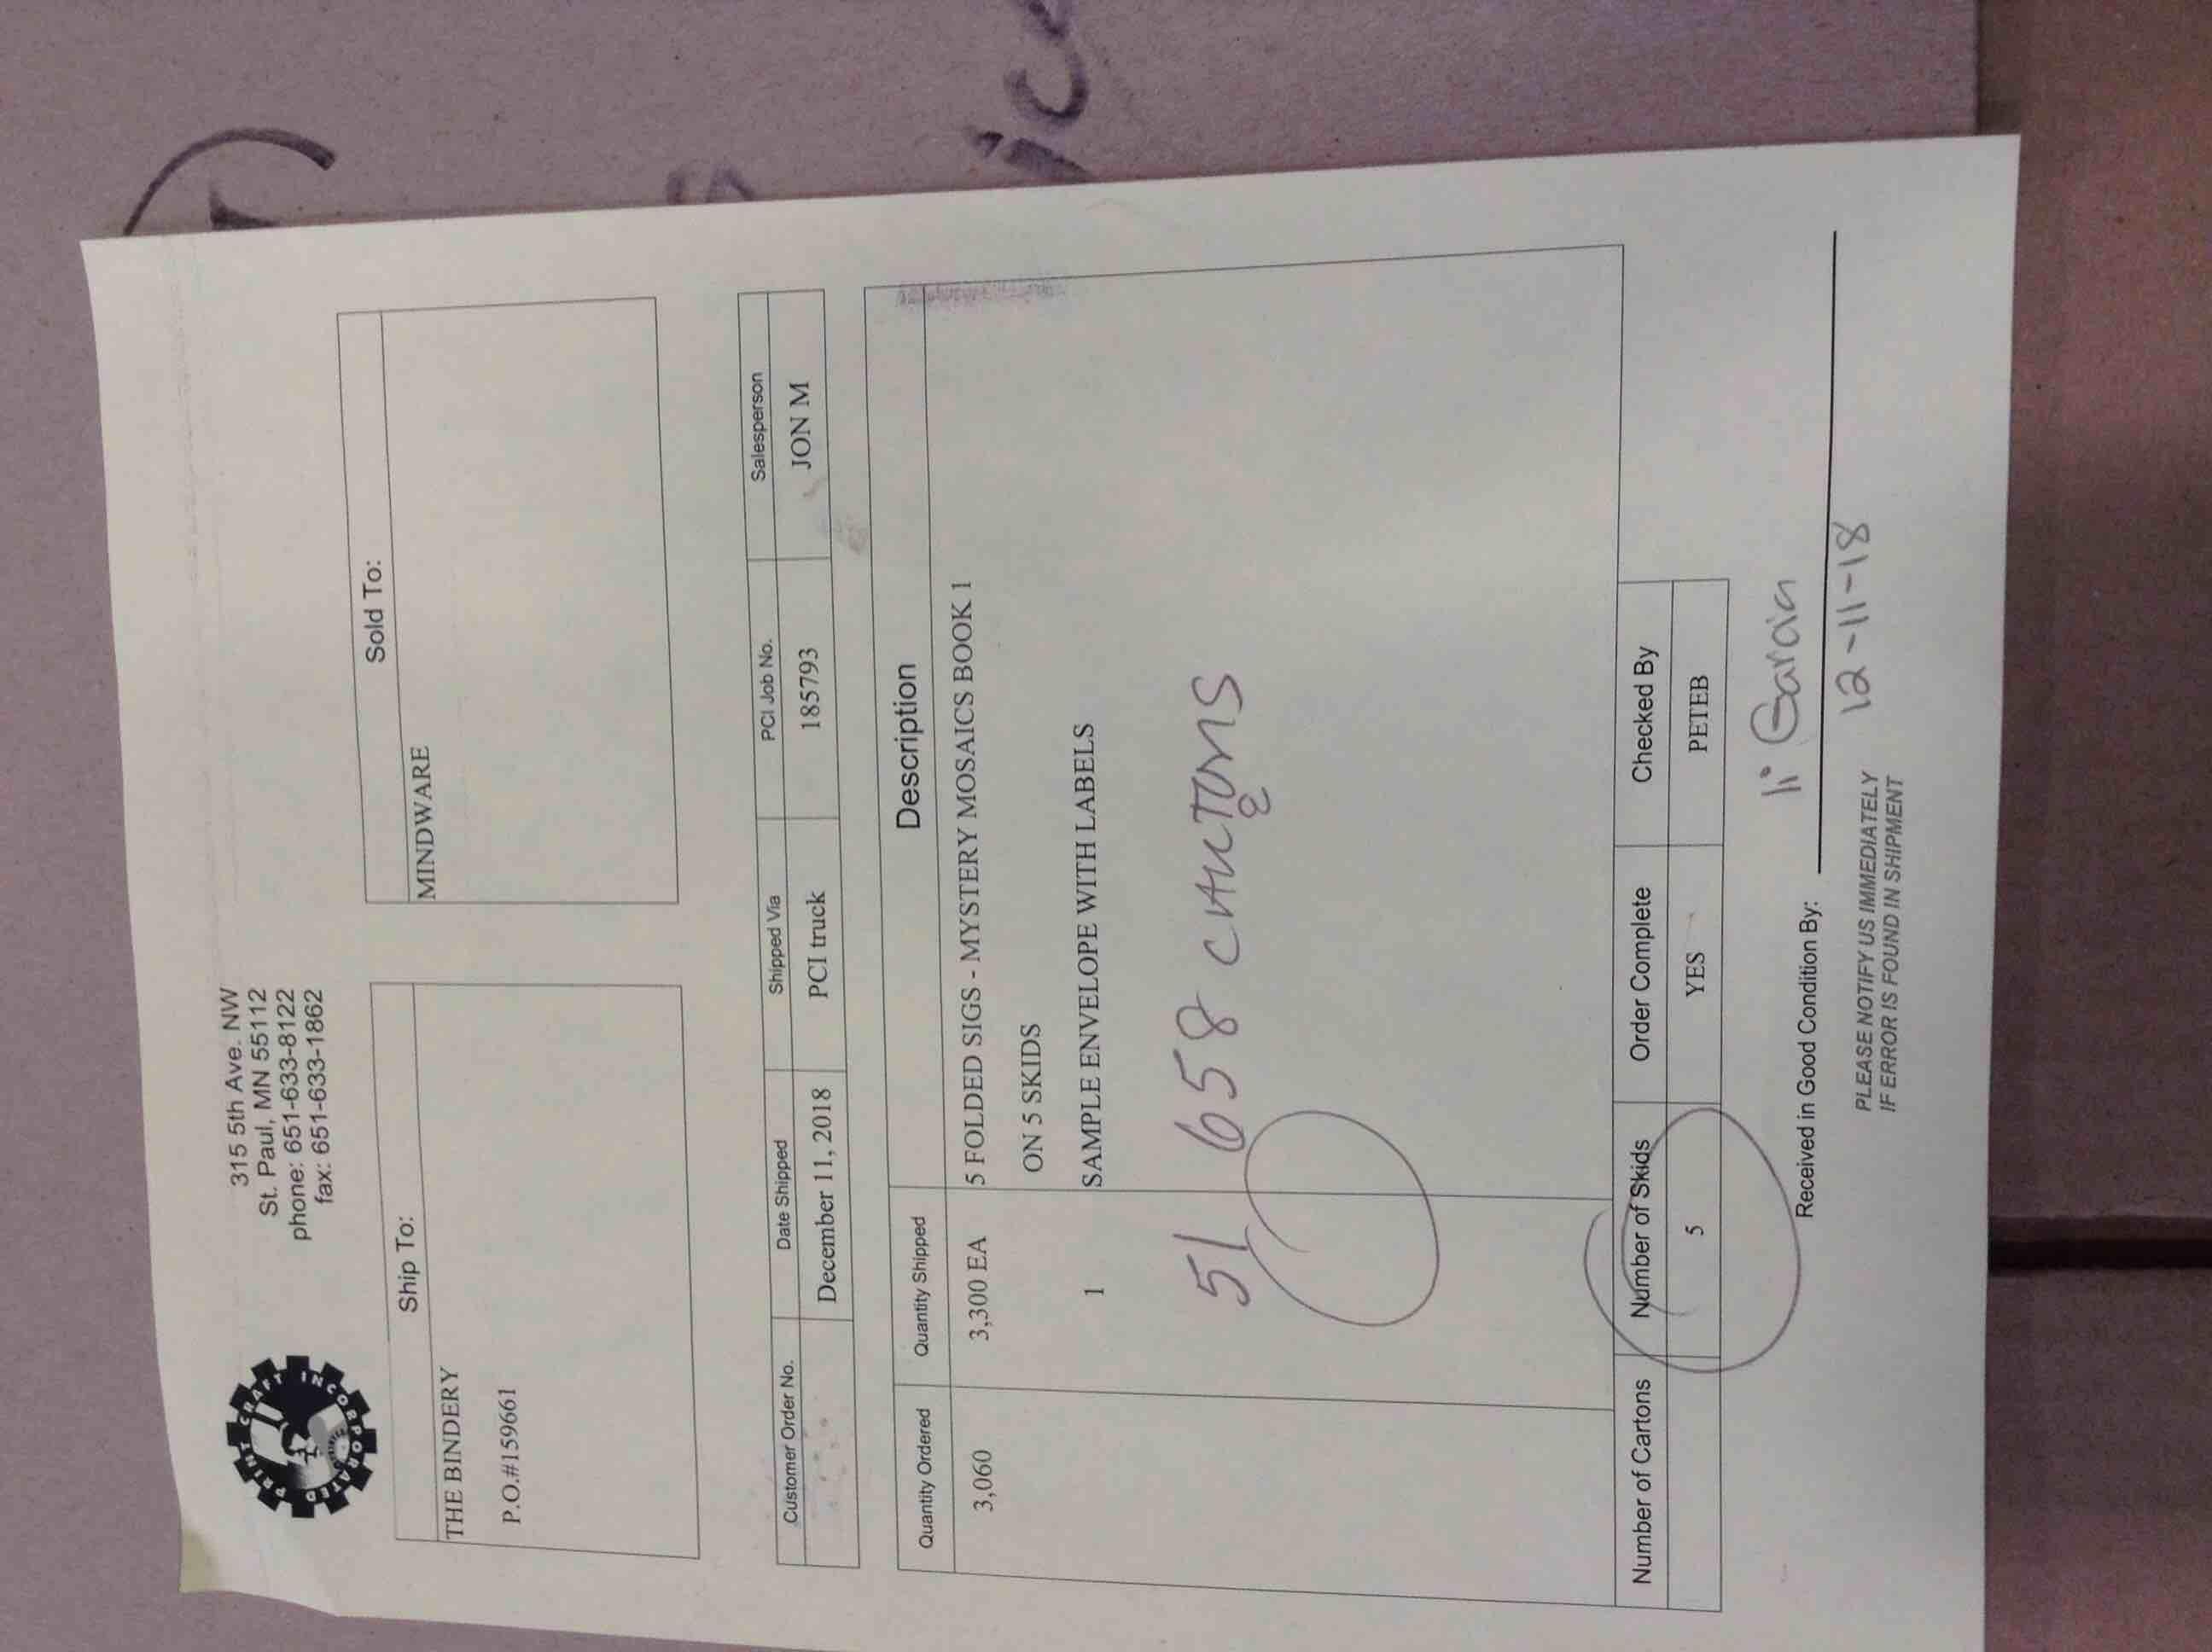 PRINT CRAFT INCORPORATED
315 5th Ave. NW
St. Paul, MN 55112
phone: 651-633-8122
fax: 651-633-1862
Ship To:
THE BINDERY
P.O.#159661
Sold To:
MINDWARE
Customer Order No. Date Shipped Shipped Via PCI Job No. Salesperson
December 11, 2018 PCI truck 185793 JON M
Quantity Ordered Quantity Shipped Description
3,060 3,300 EA 5 FOLDED SIGS - MYSTERY MOSAICS BOOK 1
ON 5 SKIDS
1 SAMPLE ENVELOPE WITH LABELS
51 658
Number of Cartons Number of Skids Order Complete Checked By
5 YES PETEB
Received in Good Condition By:
12-11-18
PLEASE NOTIFY US IMMEDIATELY
IF ERROR IS FOUND IN SHIPMENT